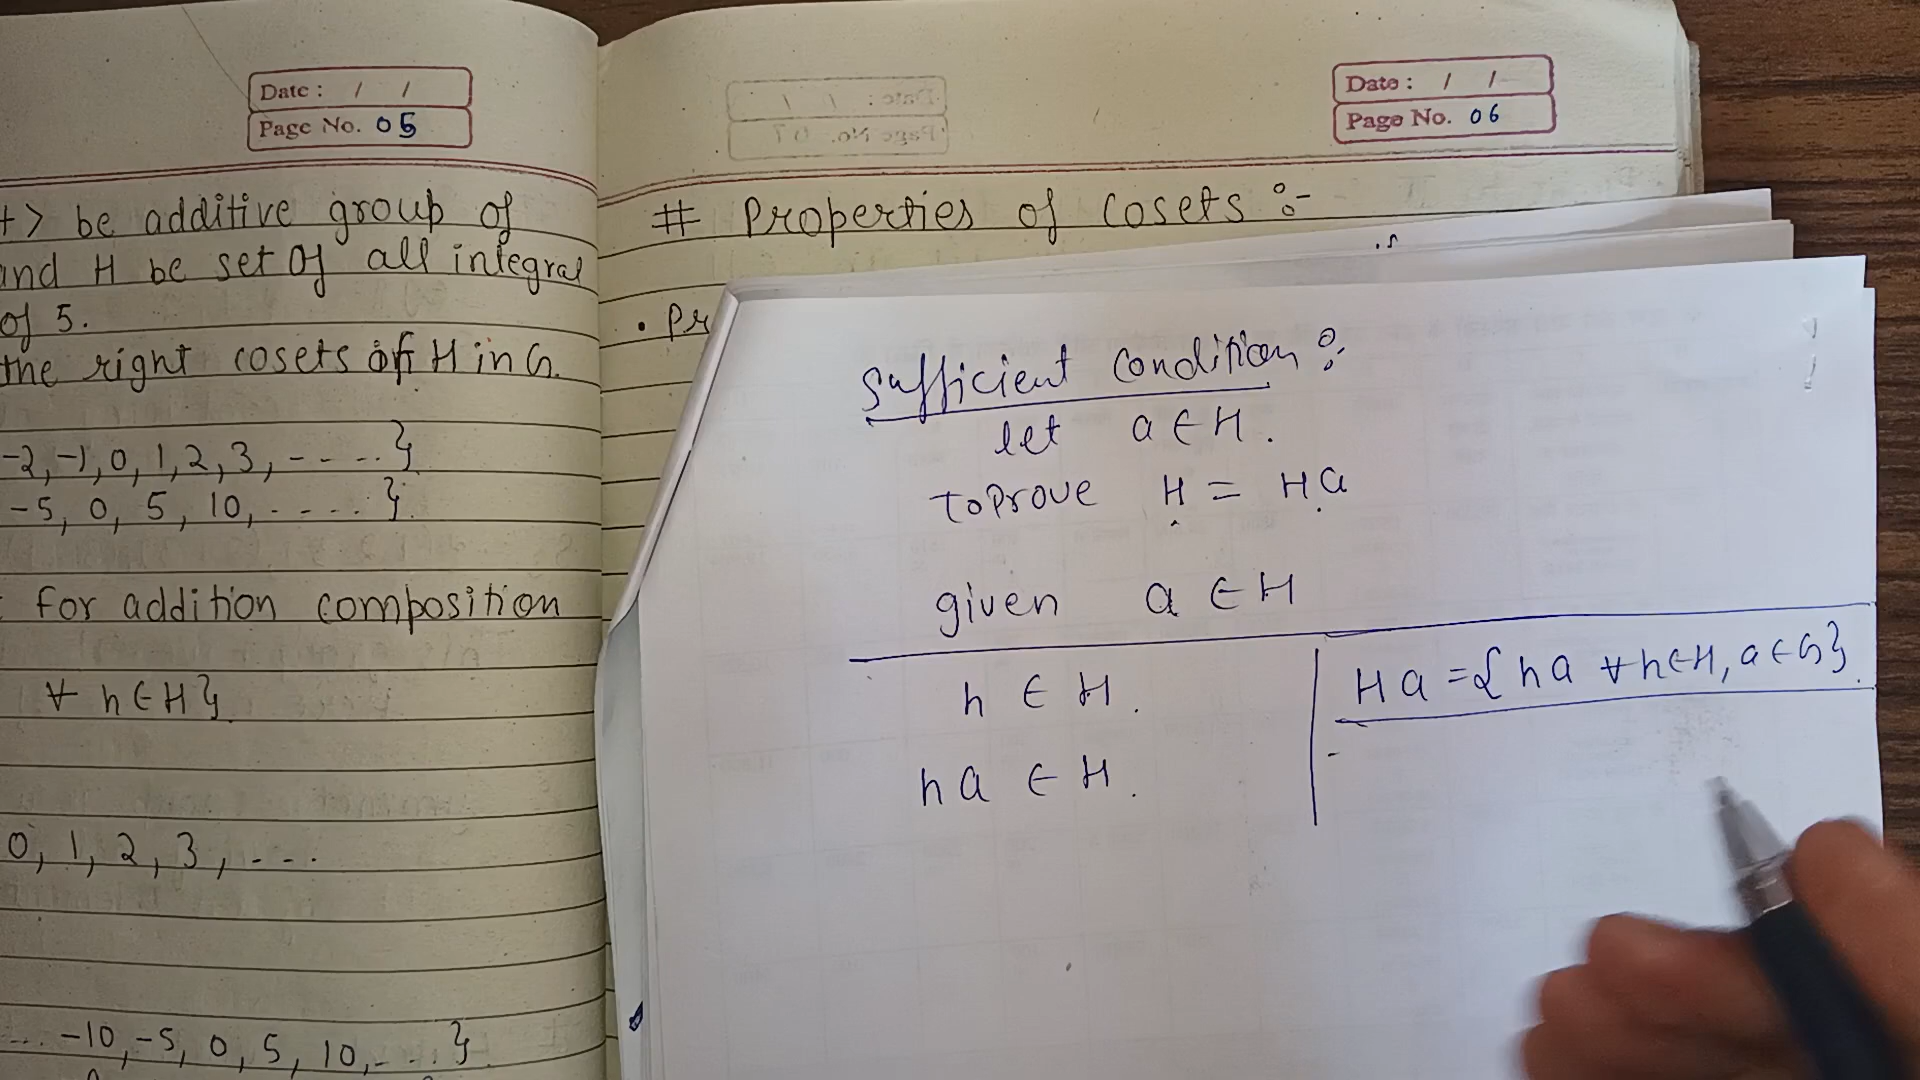 Date : / /
Page No. 05
+> be additive group of
and H be set of all integral
of 5.
the right cosets of H in G.
-2, -1, 0, 1, 2, 3, - - - .. }
-5, 0, 5, 10, . - - - . }.
for addition composition
∀ h ∈ H }.
0, 1, 2, 3, - - .
... -10, -5, 0, 5, 10, - .. }
Date : / /
Page No. 06
# Properties of cosets :-
Sufficient condition :
let a ∈ H.
to prove H = Ha
given a ∈ H
h ∈ H.
ha ∈ H.
Ha = { ha ∀ h ∈ H, a ∈ G }.